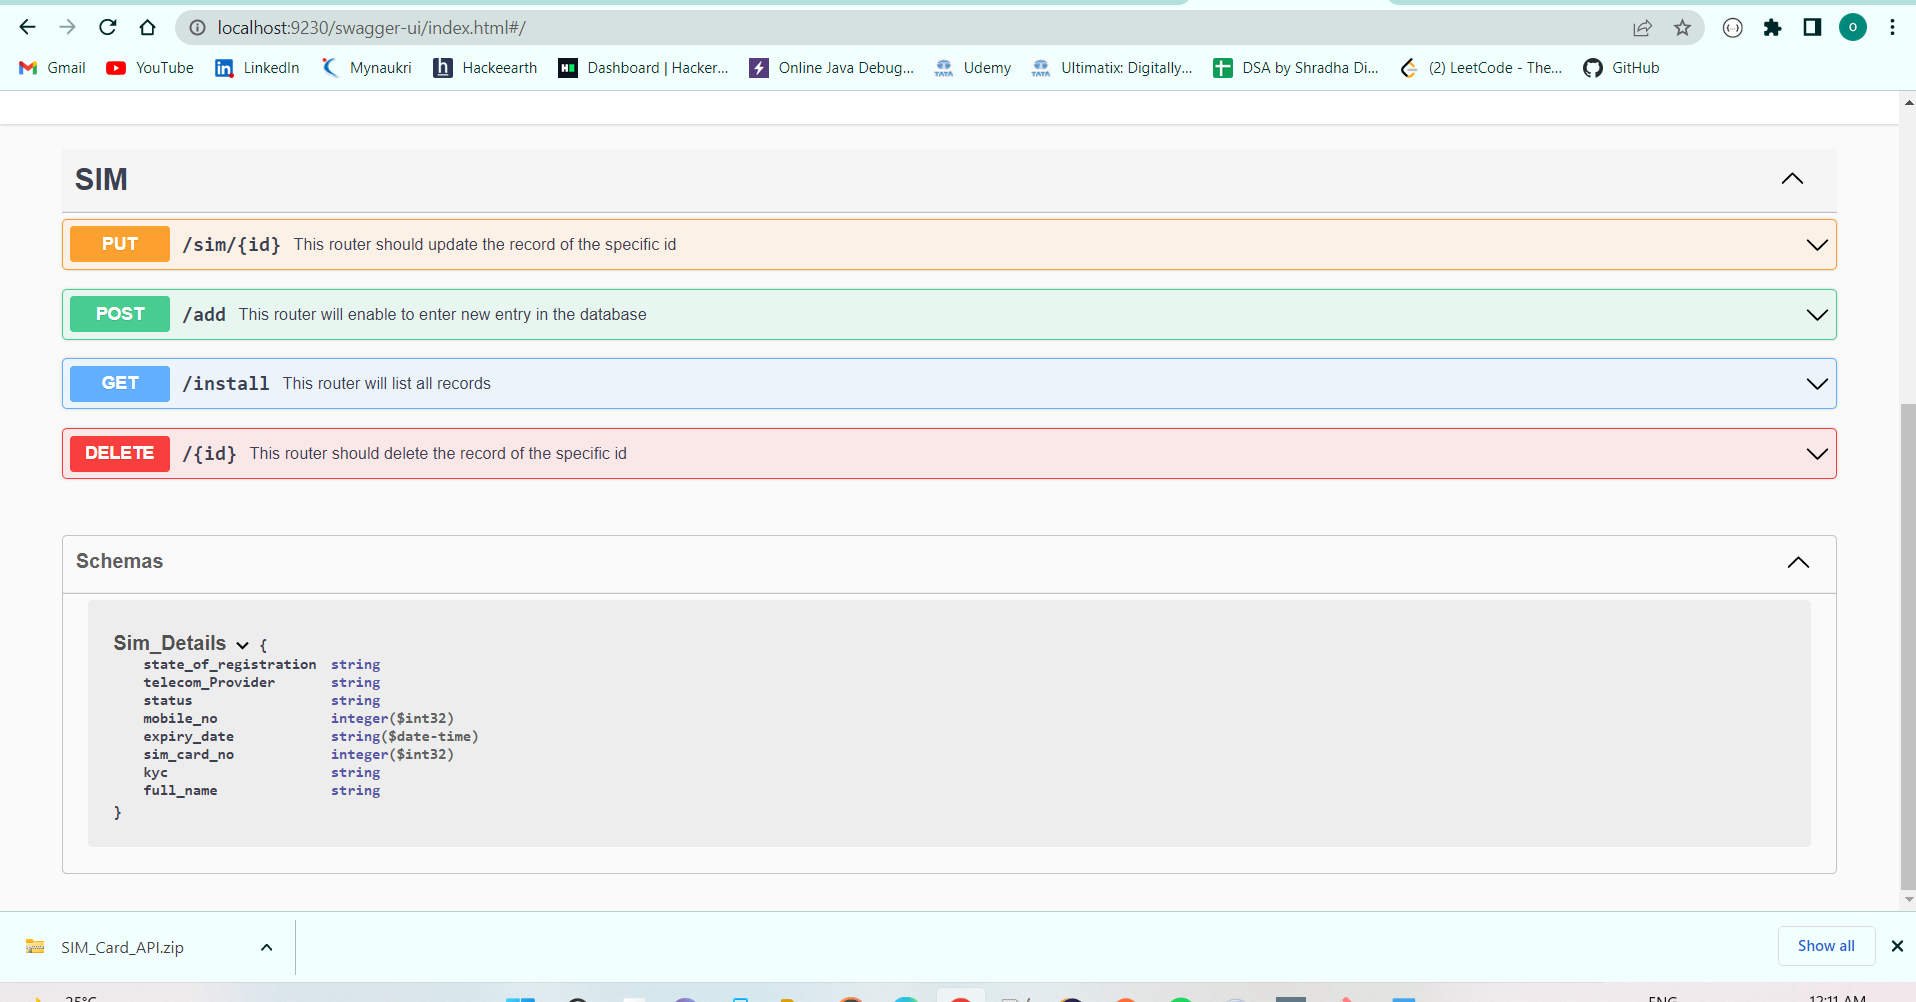 localhost:9230/swagger-ui/index.html#/
O
Gmail YouTube LinkedIn Mynaukri Hackeearth Dashboard | Hacker... Online Java Debug... Udemy Ultimatix: Digitally... DSA by Shradha Di... (2) LeetCode - The... GitHub
SIM
PUT /sim/{id} This router should update the record of the specific id
POST /add This router will enable to enter new entry in the database
GET /install This router will list all records
DELETE /{id} This router should delete the record of the specific id
Schemas
Sim_Details {
state_of_registration string
telecom_Provider string
status string
mobile_no integer($int32)
expiry_date string($date-time)
sim_card_no integer($int32)
kyc string
full_name string
}
SIM_Card_API.zip
Show all
25°C ENG 12:11 AM